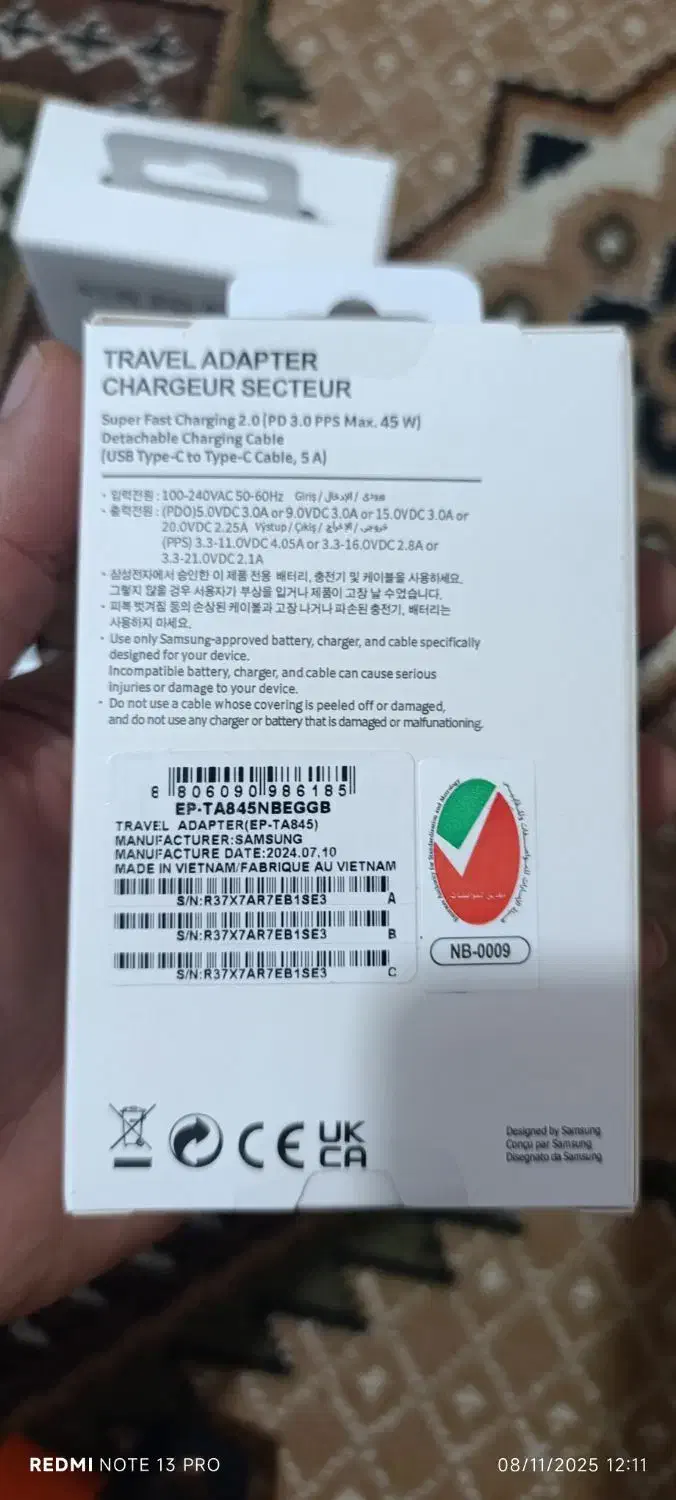 TRAVEL ADAPTER
CHARGEUR SECTEUR
Super Fast Charging 2.0 (PD 3.0 PPS Max. 45 W)
Detachable Charging Cable
(USB Type-C to Type-C Cable, 5 A)
• 입력전원 : 100-240VAC 50-60Hz Giriş / الإدخال / ورودی
• 출력전원 : (PDO)5.0VDC 3.0A or 9.0VDC 3.0A or 15.0VDC 3.0A or
20.0VDC 2.25A Výstup / Çıkış / الإخراج / خروجی
(PPS) 3.3-11.0VDC 4.05A or 3.3-16.0VDC 2.8A or
3.3-21.0VDC 2.1A
• 삼성전자에서 승인한 이 제품 전용 배터리, 충전기 및 케이블을 사용하세요.
그렇지 않을 경우 사용자가 부상을 입거나 제품이 고장 날 수 있습니다.
• 피복 벗겨짐 등의 손상된 케이블과 고장 나거나 파손된 충전기, 배터리는
사용하지 마세요.
• Use only Samsung-approved battery, charger, and cable specifically
designed for your device.
Incompatible battery, charger, and cable can cause serious
injuries or damage to your device.
• Do not use a cable whose covering is peeled off or damaged,
and do not use any charger or battery that is damaged or malfunationing.
8 806090 986185
EP-TA845NBEGGB
TRAVEL ADAPTER(EP-TA845)
MANUFACTURER:SAMSUNG
MANUFACTURE DATE:2024.07.10
MADE IN VIETNAM/FABRIQUE AU VIETNAM
S/N:R37X7AR7EB1SE3 A
S/N:R37X7AR7EB1SE3 B
S/N:R37X7AR7EB1SE3 C
NB-0009
CE
UK
CA
Designed by Samsung
Conçu par Samsung
Disegnato da Samsung
REDMI NOTE 13 PRO
08/11/2025 12:11